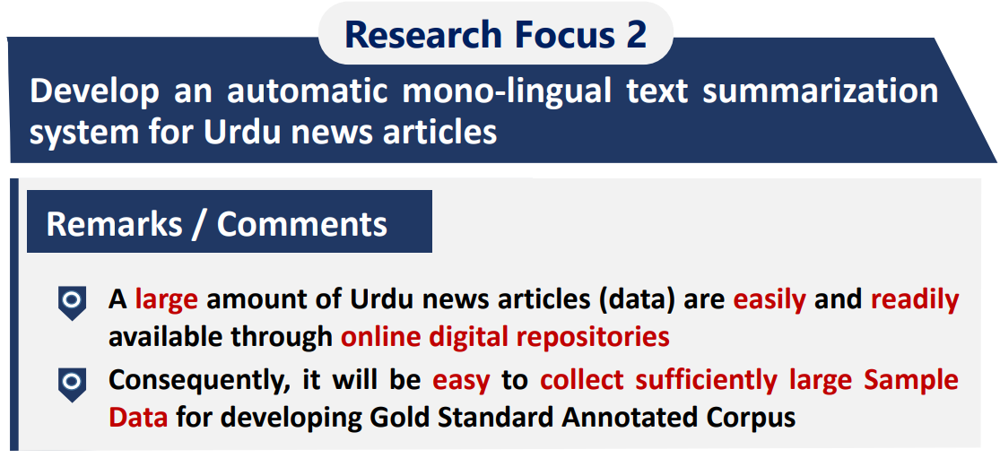 Research Focus 2
Develop an automatic mono-lingual text summarization
system for Urdu news articles
Remarks / Comments
A large amount of Urdu news articles (data) are easily and readily
available through online digital repositories
Consequently, it will be easy to collect sufficiently large Sample
Data for developing Gold Standard Annotated Corpus